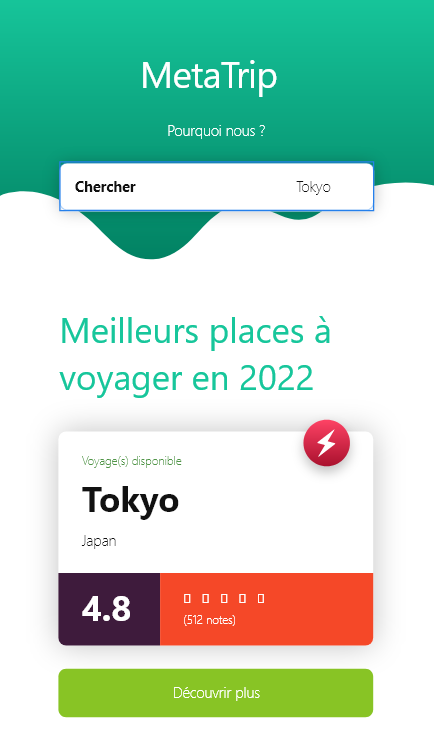 MetaTrip
Pourquoi nous ?
Chercher Tokyo
Meilleurs places à
voyager en 2022
Voyage(s) disponible
Tokyo
Japan
4.8
(512 notes)
Découvrir plus